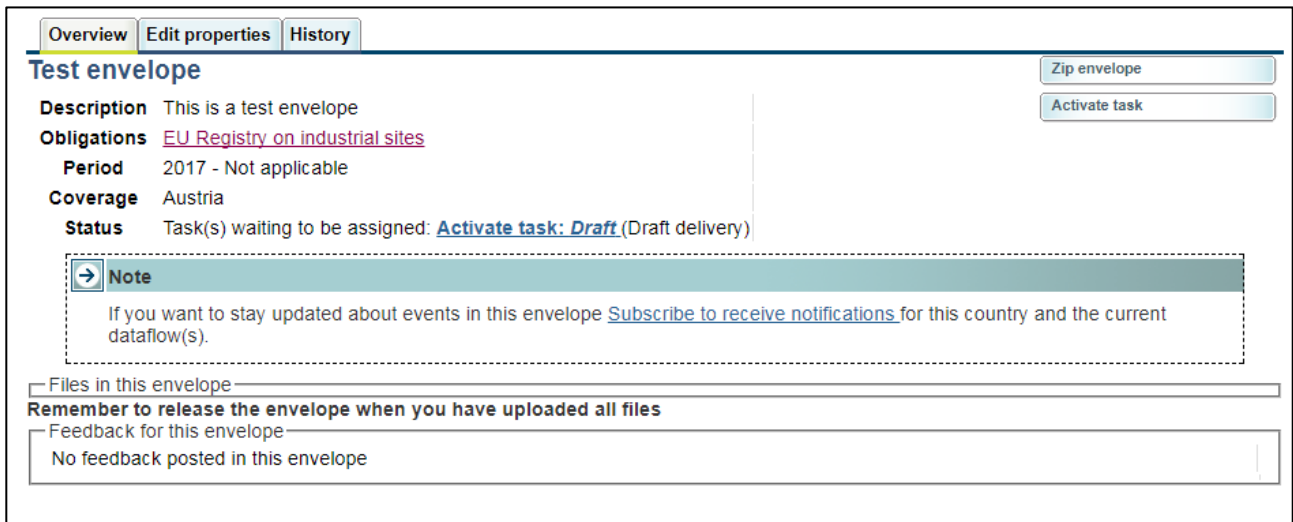 Overview Edit properties History
Test envelope
Zip envelope
Activate task
Description This is a test envelope
Obligations EU Registry on industrial sites
Period 2017 - Not applicable
Coverage Austria
Status Task(s) waiting to be assigned: Activate task: Draft (Draft delivery)
Note
If you want to stay updated about events in this envelope Subscribe to receive notifications for this country and the current
dataflow(s).
Files in this envelope
Remember to release the envelope when you have uploaded all files
Feedback for this envelope
No feedback posted in this envelope